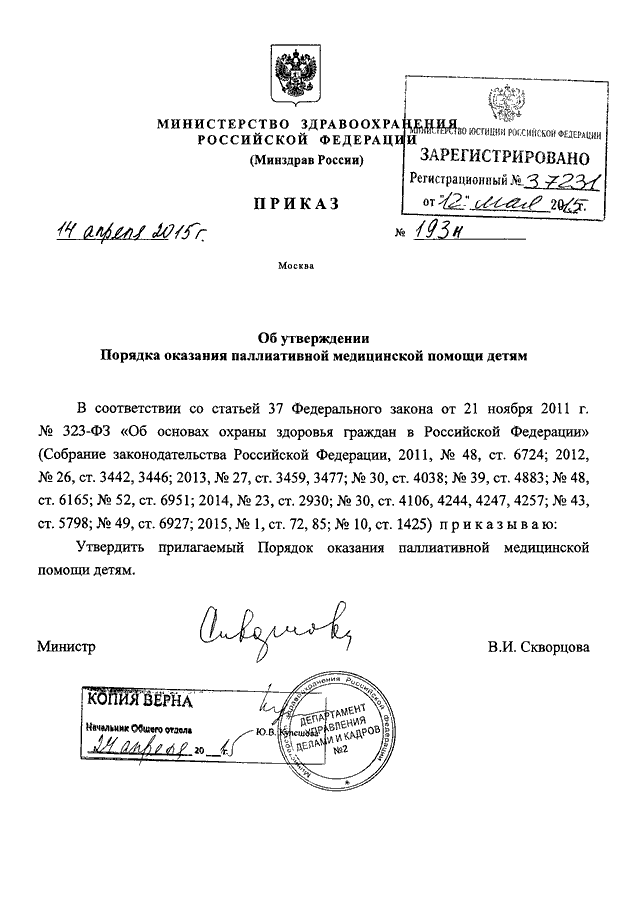 МИНИСТЕРСТВО ЗДРАВООХРАНЕНИЯ
РОССИЙСКОЙ ФЕДЕРАЦИИ
(Минздрав России)
МИНИСТЕРСТВО ЮСТИЦИИ РОССИЙСКОЙ ФЕДЕРАЦИИ
ЗАРЕГИСТРИРОВАНО
Регистрационный № 37231
от "12" мая 2015г.
ПРИКАЗ
14 апреля 2015г.
№ 193н
Москва
Об утверждении
Порядка оказания паллиативной медицинской помощи детям
В соответствии со статьей 37 Федерального закона от 21 ноября 2011 г.
№ 323-ФЗ «Об основах охраны здоровья граждан в Российской Федерации»
(Собрание законодательства Российской Федерации, 2011, № 48, ст. 6724; 2012,
№ 26, ст. 3442, 3446; 2013, № 27, ст. 3459, 3477; № 30, ст. 4038; № 39, ст. 4883; № 48,
ст. 6165; № 52, ст. 6951; 2014, № 23, ст. 2930; № 30, ст. 4106, 4244, 4247, 4257; № 43,
ст. 5798; № 49, ст. 6927; 2015, № 1, ст. 72, 85; № 10, ст. 1425) приказываю:
Утвердить прилагаемый Порядок оказания паллиативной медицинской
помощи детям.
Министр
В.И. Скворцова
КОПИЯ ВЕРНА
Начальник Общего отдела
Ю.В.
24 апреля 2015
Министерство здравоохранения Российской Федерации
ДЕПАРТАМЕНТ
УПРАВЛЕНИЯ
ДЕЛАМИ И КАДРОВ
№2